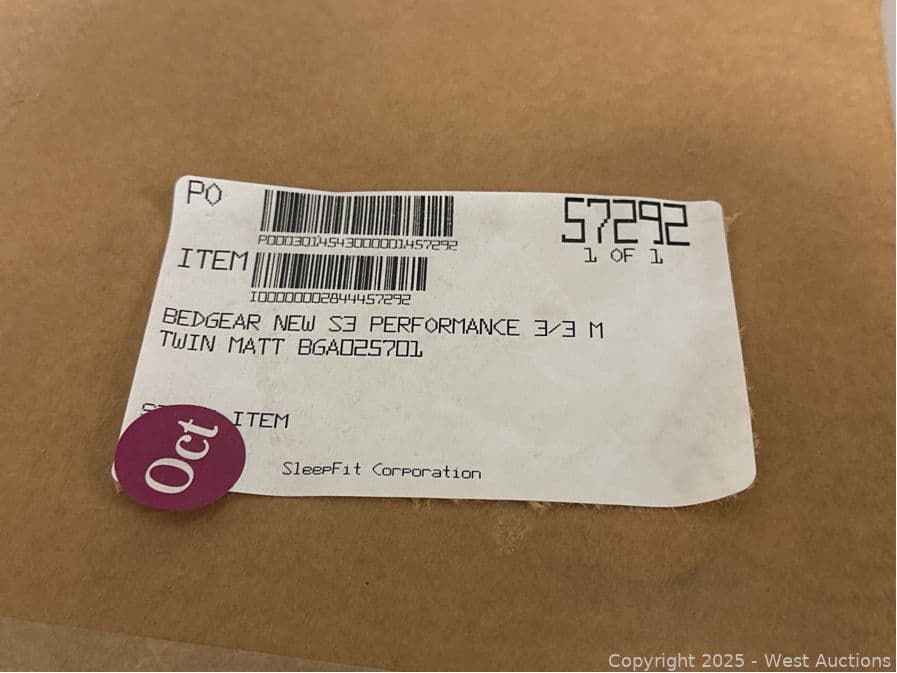 PO
P0003014543000001457292
57292
1 OF 1
ITEM
I00000002844457292
BEDGEAR NEW S3 PERFORMANCE 3/3 M
TWIN MATT BGA025701
ITEM
Oct
SleepFit Corporation
Copyright 2025 - West Auctions